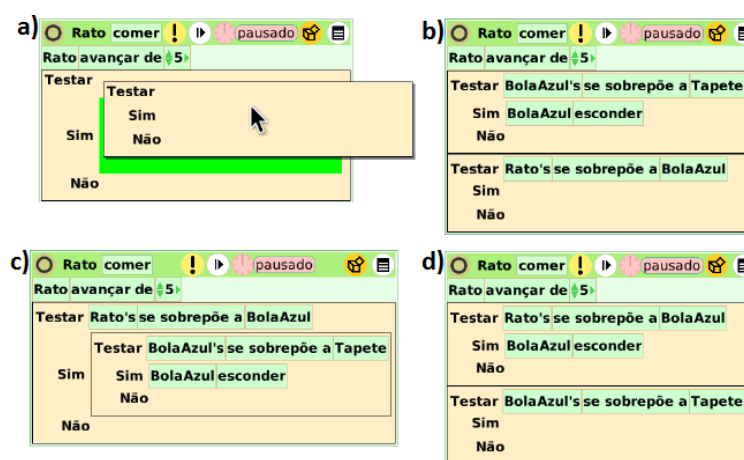 a)
Rato comer ! pausado
Rato avançar de 5
Testar
Sim
Não
Testar
Sim
Não
b)
Rato comer ! pausado
Rato avançar de 5
Testar BolaAzul's se sobrepõe a Tapete
Sim BolaAzul esconder
Não
Testar Rato's se sobrepõe a BolaAzul
Sim
Não
c)
Rato comer ! pausado
Rato avançar de 5
Testar Rato's se sobrepõe a BolaAzul
Testar BolaAzul's se sobrepõe a Tapete
Sim
Sim BolaAzul esconder
Não
Não
d)
Rato comer ! pausado
Rato avançar de 5
Testar Rato's se sobrepõe a BolaAzul
Sim BolaAzul esconder
Não
Testar BolaAzul's se sobrepõe a Tapete
Sim
Não